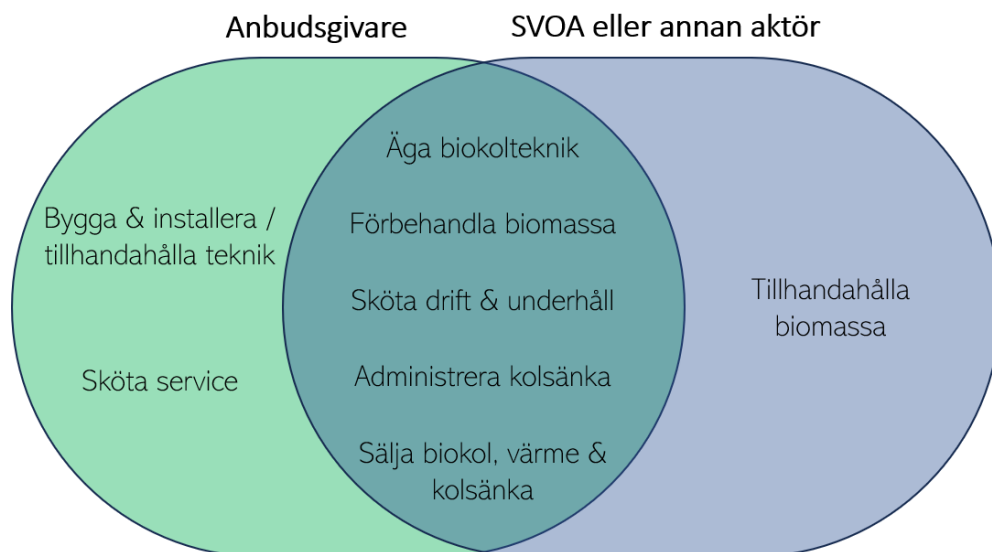 Anbudsgivare
SVOA eller annan aktör
Bygga & installera /
tillhandahålla teknik
Sköta service
Äga biokolteknik
Förbehandla biomassa
Sköta drift & underhåll
Administrera kolsänka
Sälja biokol, värme &
kolsänka
Tillhandahålla
biomassa